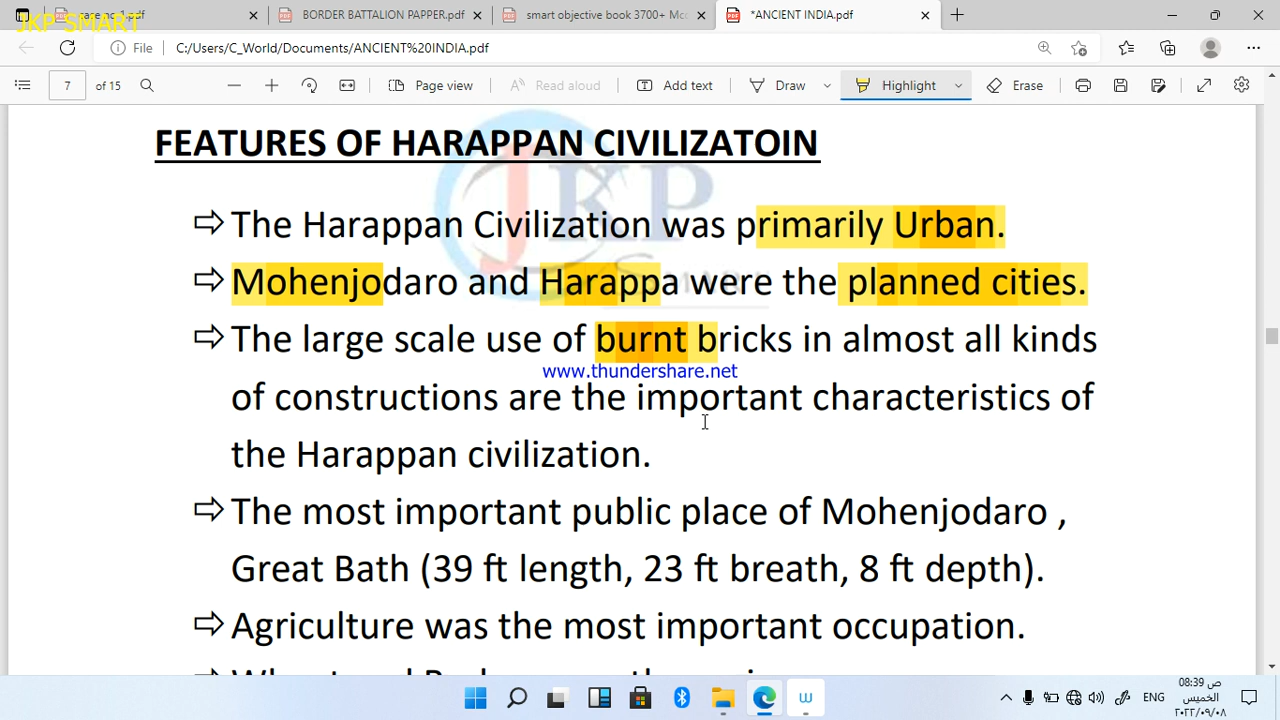 JKP SMART
BORDER BATTALION PAPPER.pdf
smart objective book 3700+ Mc
*ANCIENT INDIA.pdf
File
C:/Users/C_World/Documents/ANCIENT%20INDIA.pdf
7 of 15
Page view
Read aloud
Add text
Draw
Highlight
Erase
FEATURES OF HARAPPAN CIVILIZATOIN
⇨ The Harappan Civilization was primarily Urban.
⇨ Mohenjodaro and Harappa were the planned cities.
⇨ The large scale use of burnt bricks in almost all kinds
www.thundershare.net
of constructions are the important characteristics of
the Harappan civilization.
⇨ The most important public place of Mohenjodaro ,
Great Bath (39 ft length, 23 ft breath, 8 ft depth).
⇨ Agriculture was the most important occupation.
JKP
ENG
08:39 ص
الخميس
٢٠٢٢/٠٩/٠٨